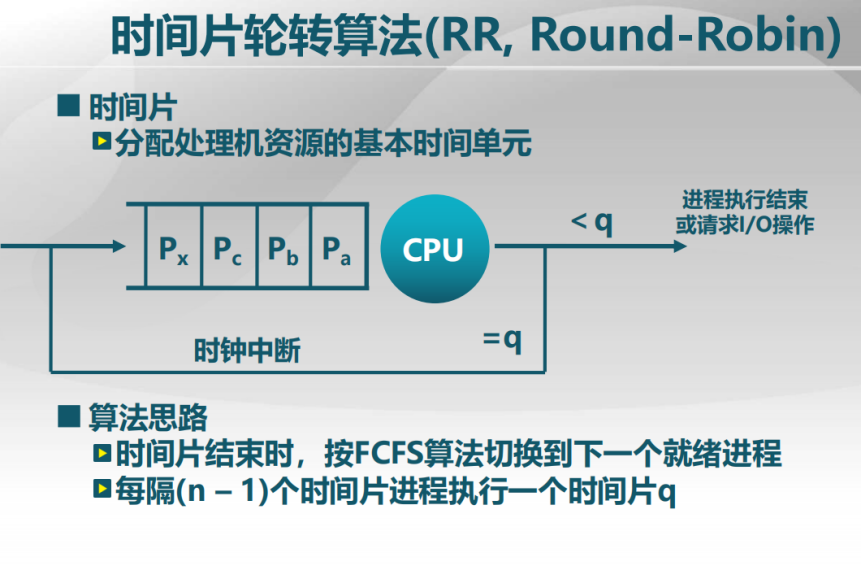 时间片轮转算法(RR, Round-Robin)
时间片
分配处理机资源的基本时间单元
Px Pc Pb Pa
CPU
< q
进程执行结束
或请求I/O操作
时钟中断
=q
算法思路
时间片结束时，按FCFS算法切换到下一个就绪进程
每隔(n – 1)个时间片进程执行一个时间片q